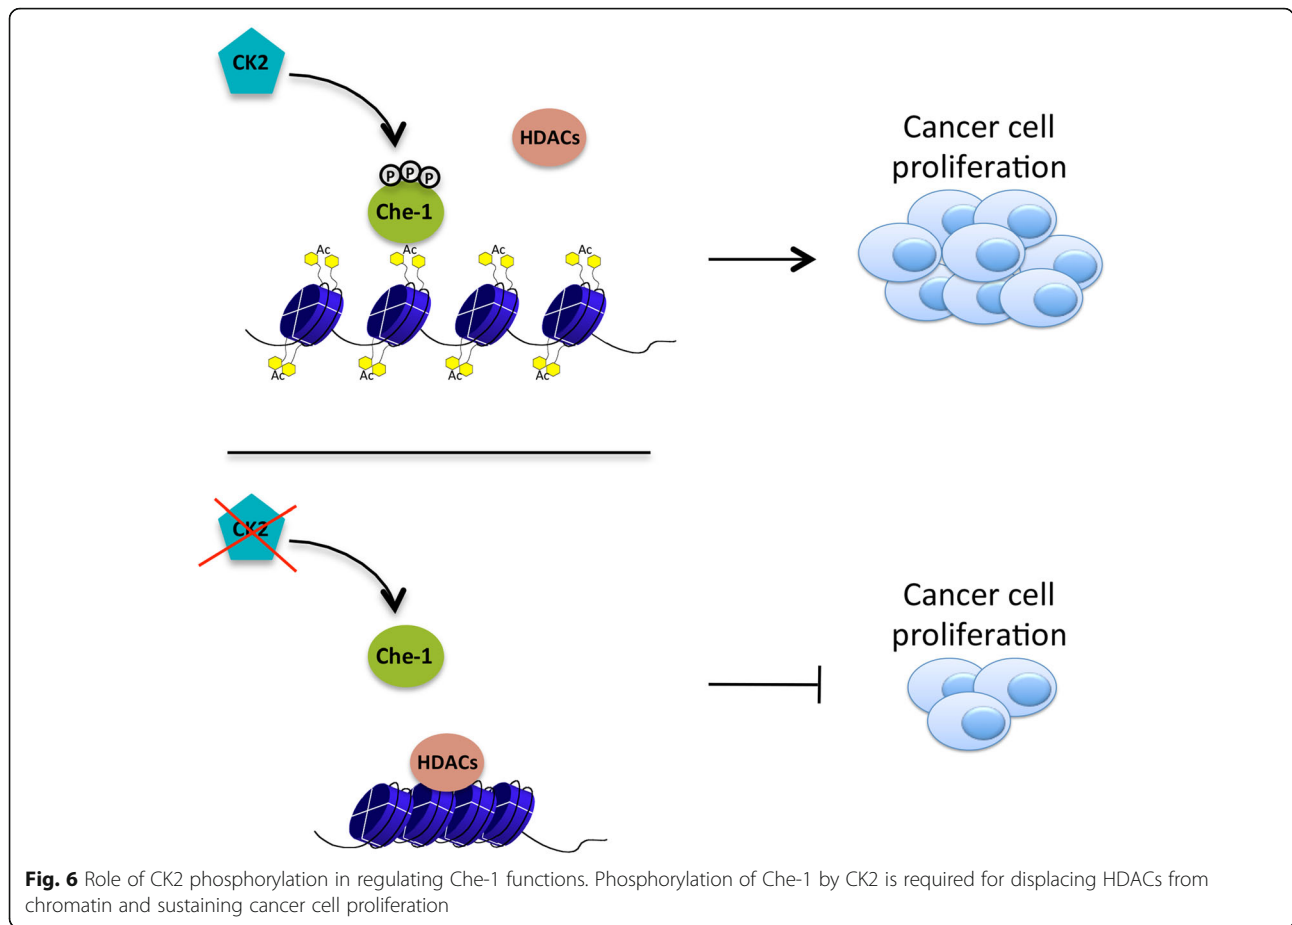 CK2
HDACs
Cancer cell
proliferation
P P P
Che-1
Ac Ac
Ac Ac Ac Ac
CK2
Cancer cell
proliferation
Che-1
HDACs
Fig. 6 Role of CK2 phosphorylation in regulating Che-1 functions. Phosphorylation of Che-1 by CK2 is required for displacing HDACs from
chromatin and sustaining cancer cell proliferation